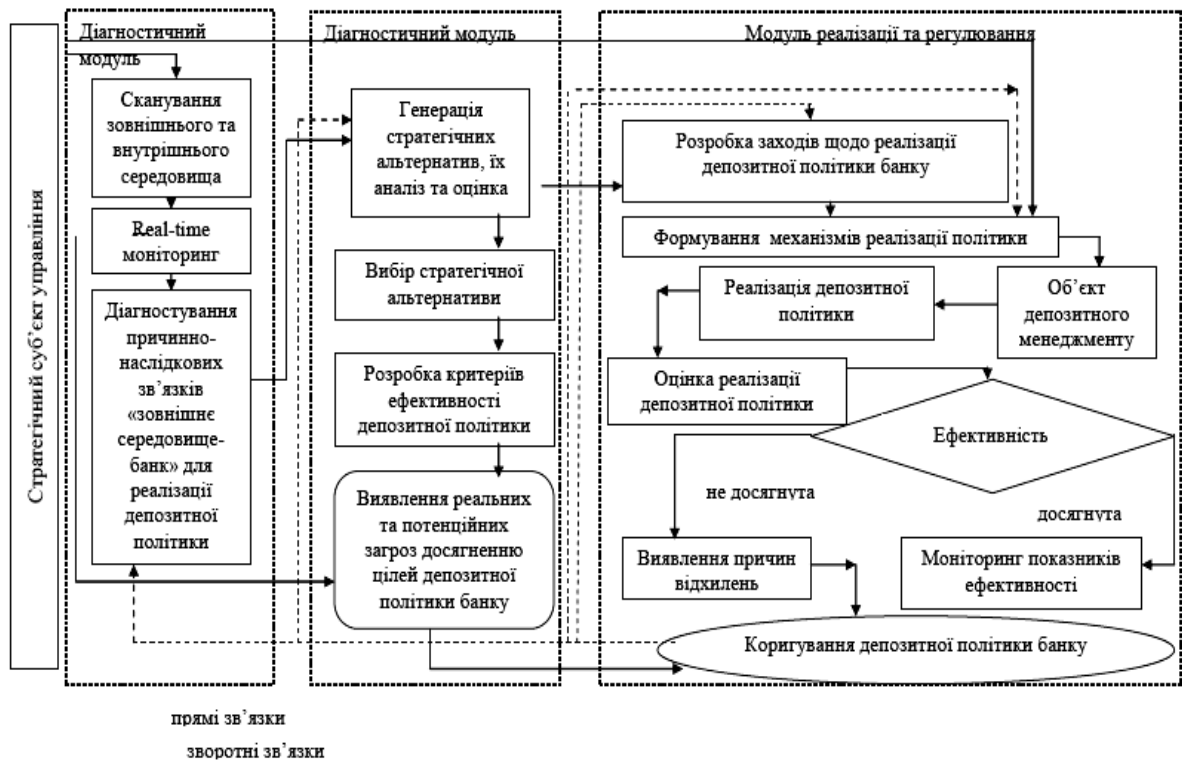 Стратегічний суб’єкт управління
Діагностичний
модуль
Сканування
зовнішнього та
внутрішнього
середовища
Real-time
моніторинг
Діагностування
причинно-
наслідкових
зв’язків
«зовнішнє
середовище-
банк» для
реалізації
депозитної
політики
Діагностичний модуль
Генерація
стратегічних
альтернатив, їх
аналіз та оцінка
Вибір стратегічної
альтернативи
Розробка критеріїв
ефективності
депозитної політики
Виявлення реальних
та потенційних
загроз досягненню
цілей депозитної
політики банку
Модуль реалізації та регулювання
Розробка заходів щодо реалізації
депозитної політики банку
Формування механізмів реалізації політики
Реалізація депозитної
політики
Об’єкт
депозитного
менеджменту
Оцінка реалізації
депозитної політики
Ефективність
не досягнута
досягнута
Виявлення причин
відхилень
Моніторинг показників
ефективності
Коригування депозитної політики банку
прямі зв’язки
зворотні зв’язки